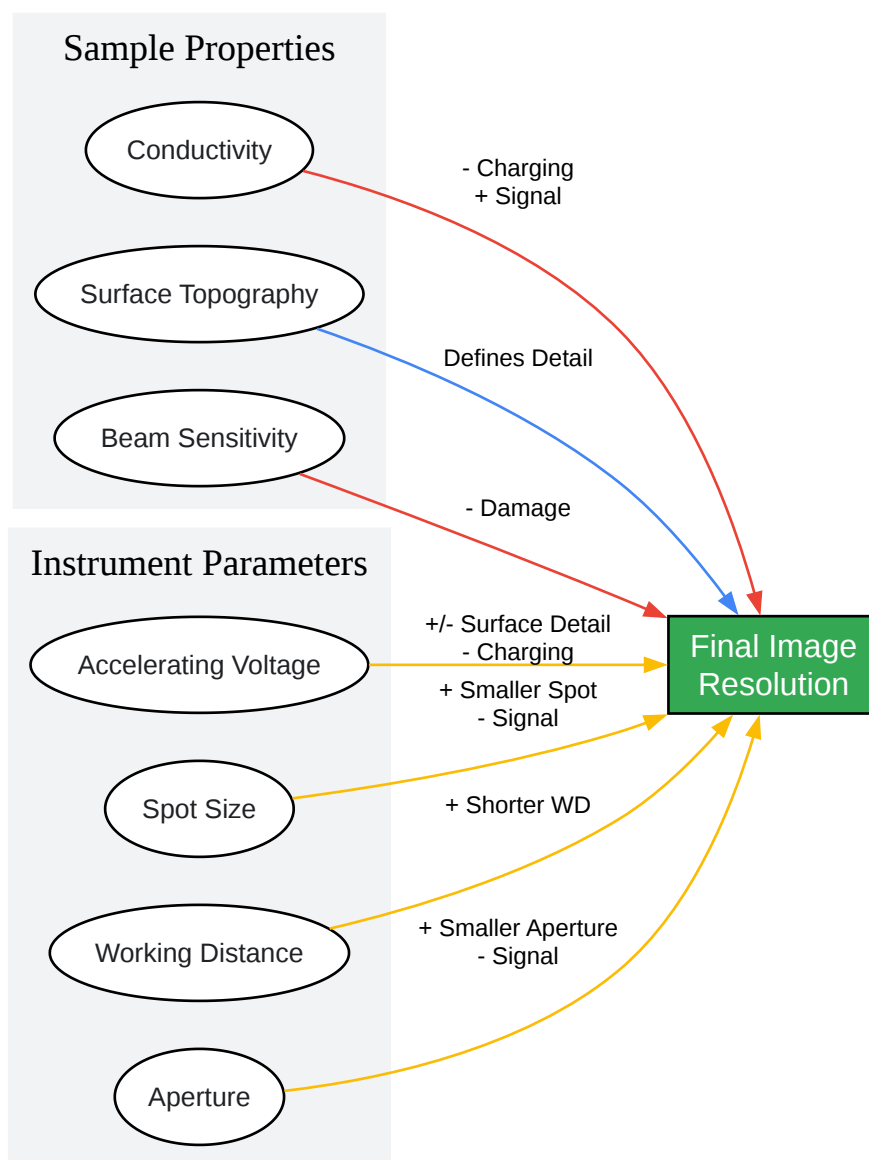 Sample Properties
Conductivity
- Charging
+ Signal
Surface Topography
Defines Detail
Beam Sensitivity
- Damage
Instrument Parameters
Accelerating Voltage
+/- Surface Detail
- Charging
Final Image
Resolution
+ Smaller Spot
- Signal
Spot Size
+ Shorter WD
Working Distance
+ Smaller Aperture
- Signal
Aperture